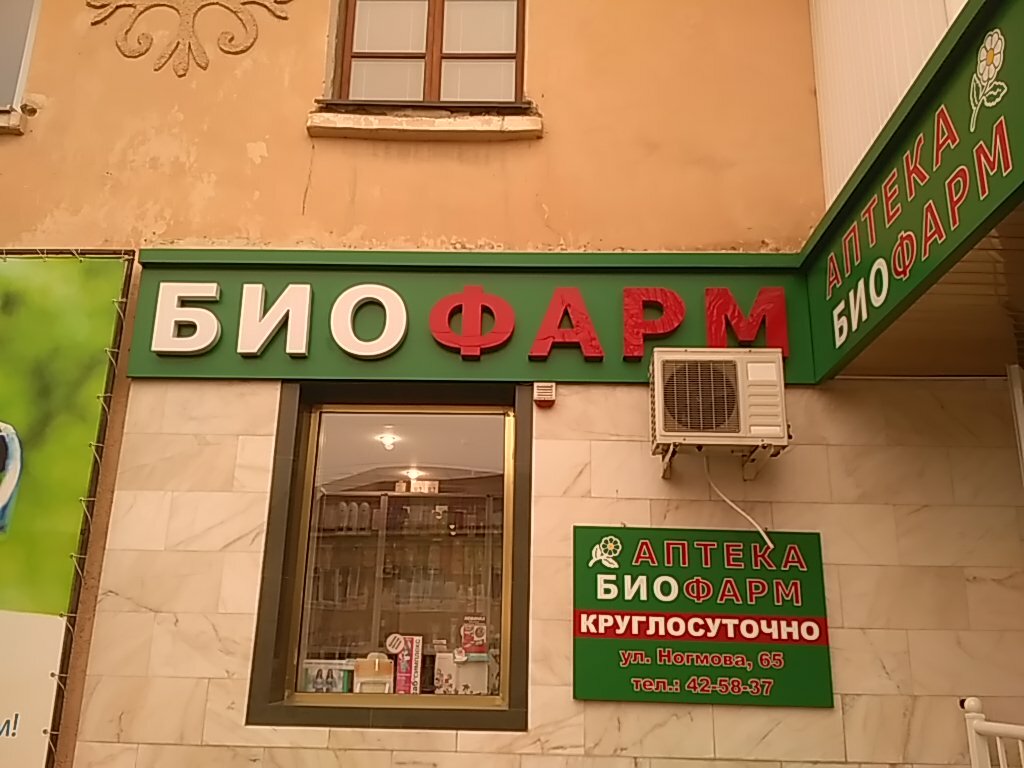 БИОФАРМ
АПТЕКА
БИОФАРМ
АПТЕКА
БИОФАРМ
КРУГЛОСУТОЧНО
ул. Ногмова, 65
тел.: 42-58-37